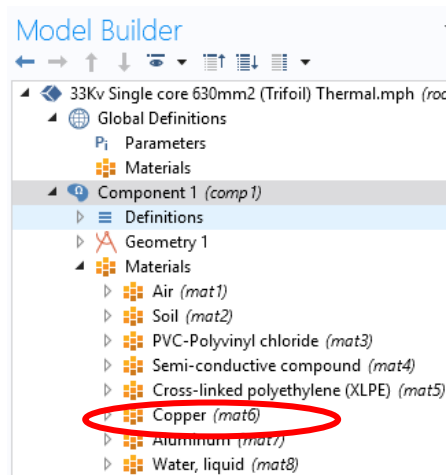 Model Builder
33Kv Single core 630mm2 (Trifoil) Thermal.mph (roo
Global Definitions
Pi Parameters
Materials
Component 1 (comp1)
Definitions
Geometry 1
Materials
Air (mat1)
Soil (mat2)
PVC-Polyvinyl chloride (mat3)
Semi-conductive compound (mat4)
Cross-linked polyethylene (XLPE) (mat5)
Copper (mat6)
Aluminum (mat7)
Water, liquid (mat8)